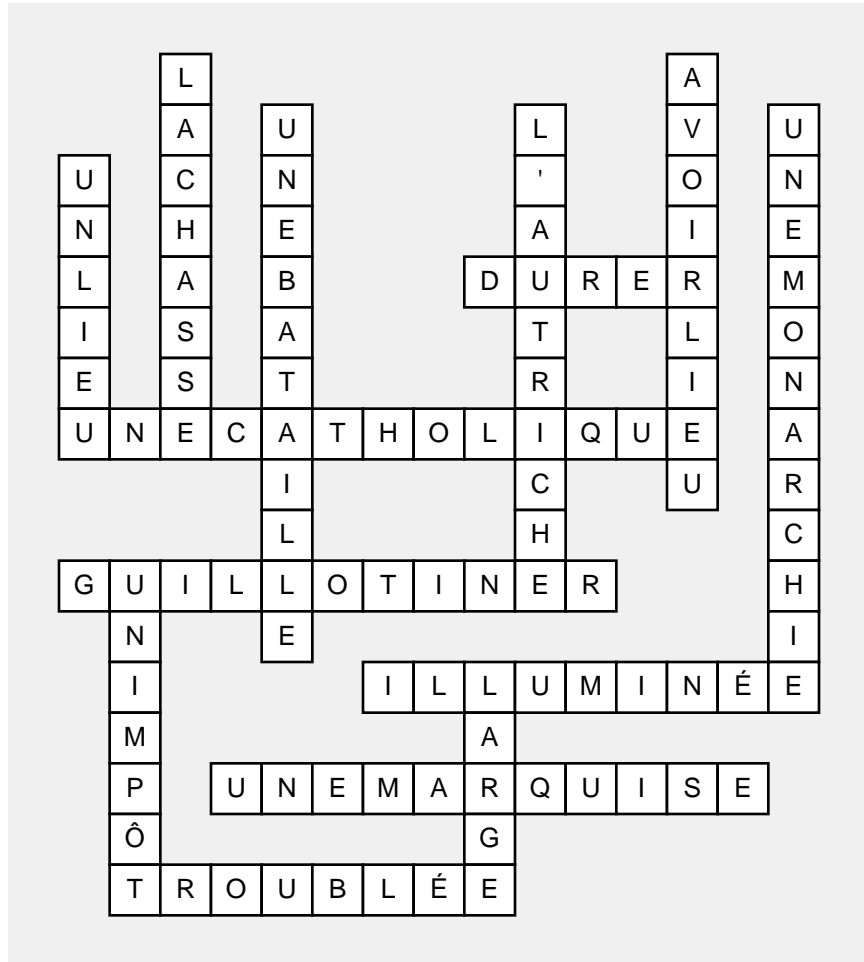 LACHASSE
AVOIRLIEU
UNEBATAILLE
L'AUTRICHE
UNEMONARCHIE
UNLIEU
DURER
UNECATHOLIQUE
GUILLOTINER
UNIMPÔT
ILLUMINÉE
LARGE
UNEMARQUISE
TROUBLÉE